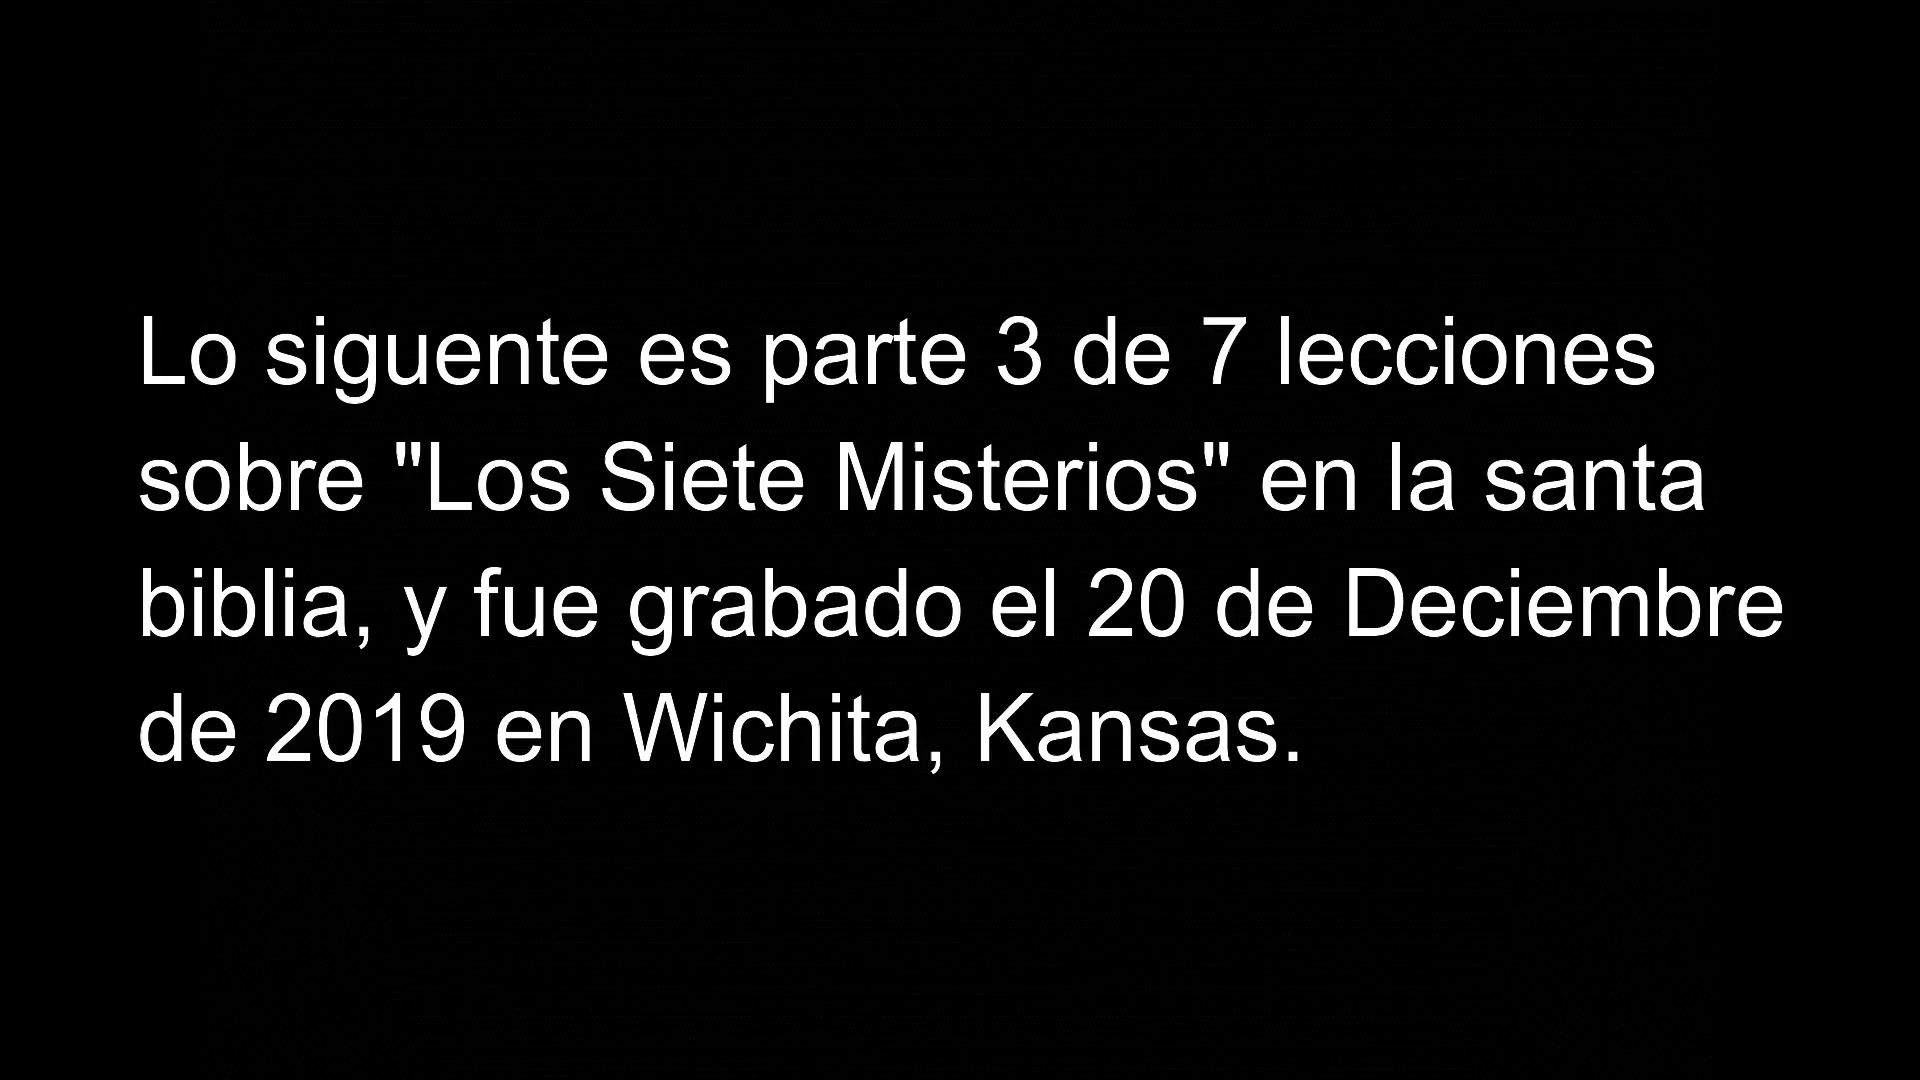 Lo siguente es parte 3 de 7 lecciones
sobre "Los Siete Misterios" en la santa
biblia, y fue grabado el 20 de Deciembre
de 2019 en Wichita, Kansas.